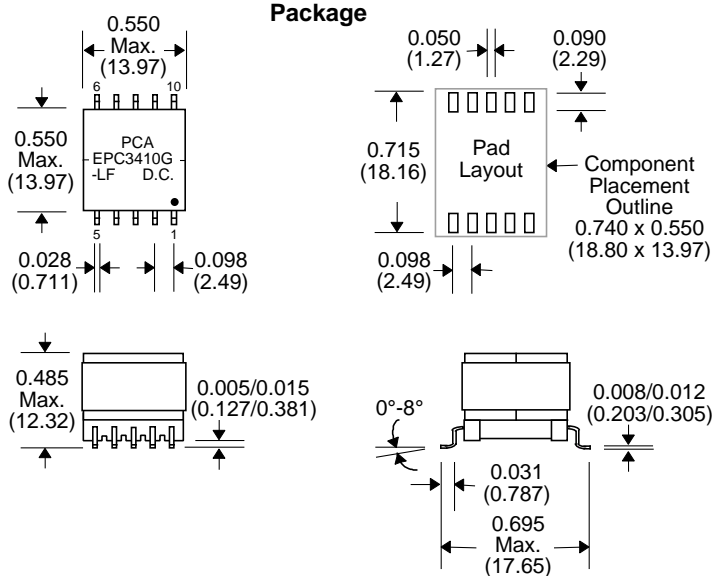 Package
0.550
Max.
(13.97)
6
10
0.550
Max.
(13.97)
PCA
EPC3410G
-LF D.C.
5
1
0.028
(0.711)
0.098
(2.49)
0.050
(1.27)
0.090
(2.29)
0.715
(18.16)
Pad
Layout
Component
Placement
Outline
0.740 x 0.550
(18.80 x 13.97)
0.098
(2.49)
0.485
Max.
(12.32)
0.005/0.015
(0.127/0.381)
0°-8°
0.008/0.012
(0.203/0.305)
0.031
(0.787)
0.695
Max.
(17.65)